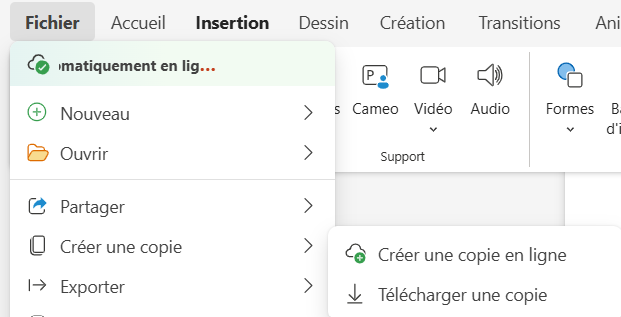 Fichier Accueil Insertion Dessin Création Transitions Ani
omatiquement en lig...
Cameo Vidéo Audio Formes
Support
Nouveau
Ouvrir
Partager
Créer une copie
Exporter
Créer une copie en ligne
Télécharger une copie